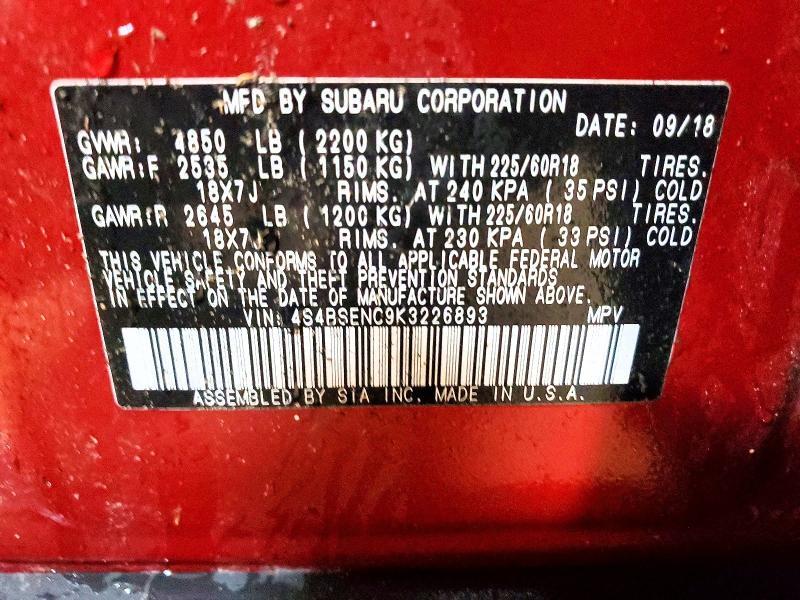 MFD BY SUBARU CORPORATION
DATE: 09/18
GVWR: 4850 LB (2200 KG)
GAWR:F 2535 LB (1150 KG) WITH 225/60R18 TIRES.
18X7J RIMS. AT 240 KPA (35 PSI) COLD
GAWR:R 2645 LB (1200 KG) WITH 225/60R18 TIRES.
18X7J RIMS. AT 230 KPA (33 PSI) COLD
THIS VEHICLE CONFORMS TO ALL APPLICABLE FEDERAL MOTOR
VEHICLE SAFETY AND THEFT PREVENTION STANDARDS
IN EFFECT ON THE DATE OF MANUFACTURE SHOWN ABOVE.
VIN: 4S4BSENC9K3226893 MPV
ASSEMBLED BY SIA INC. MADE IN U.S.A.